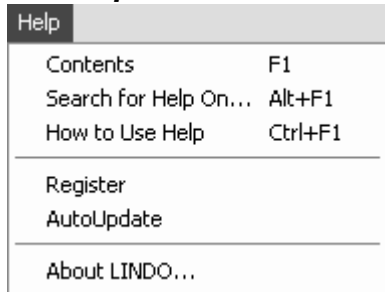 Help
Contents F1
Search for Help On... Alt+F1
How to Use Help Ctrl+F1
Register
AutoUpdate
About LINDO...